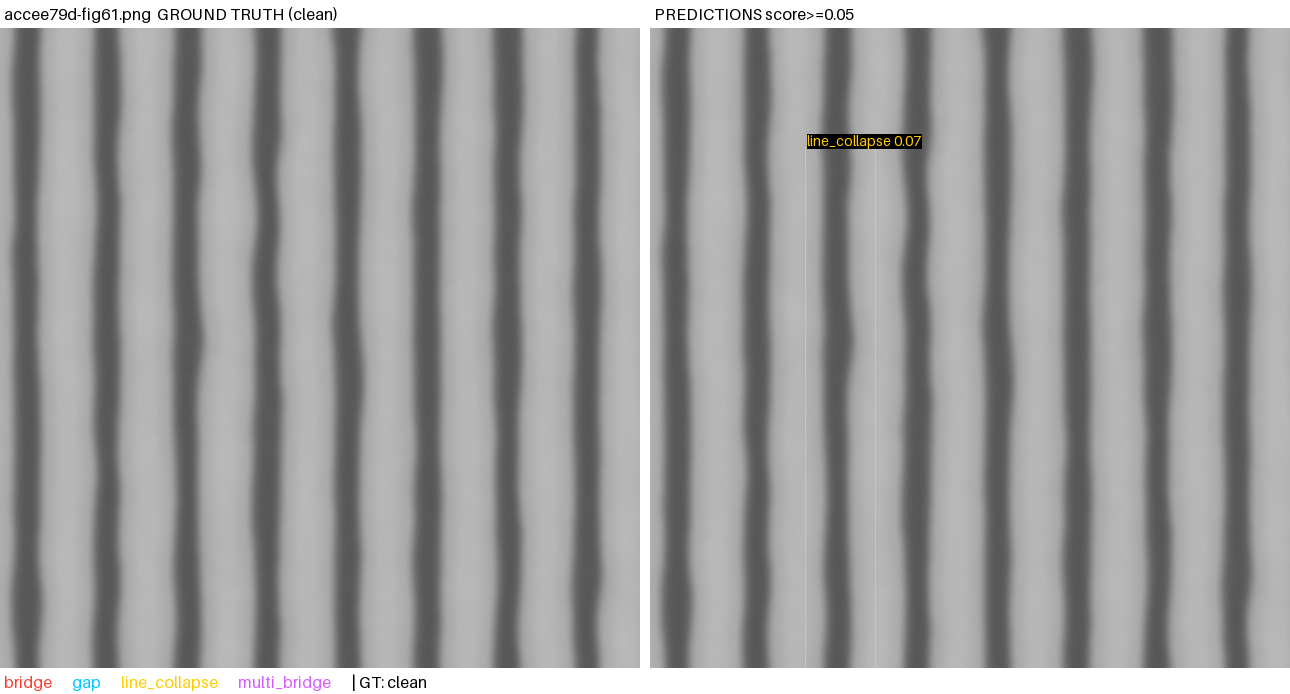 accee79d-fig61.png GROUND TRUTH (clean)
PREDICTIONS score>=0.05
line_collapse 0.07
bridge gap line_collapse multi_bridge | GT: clean